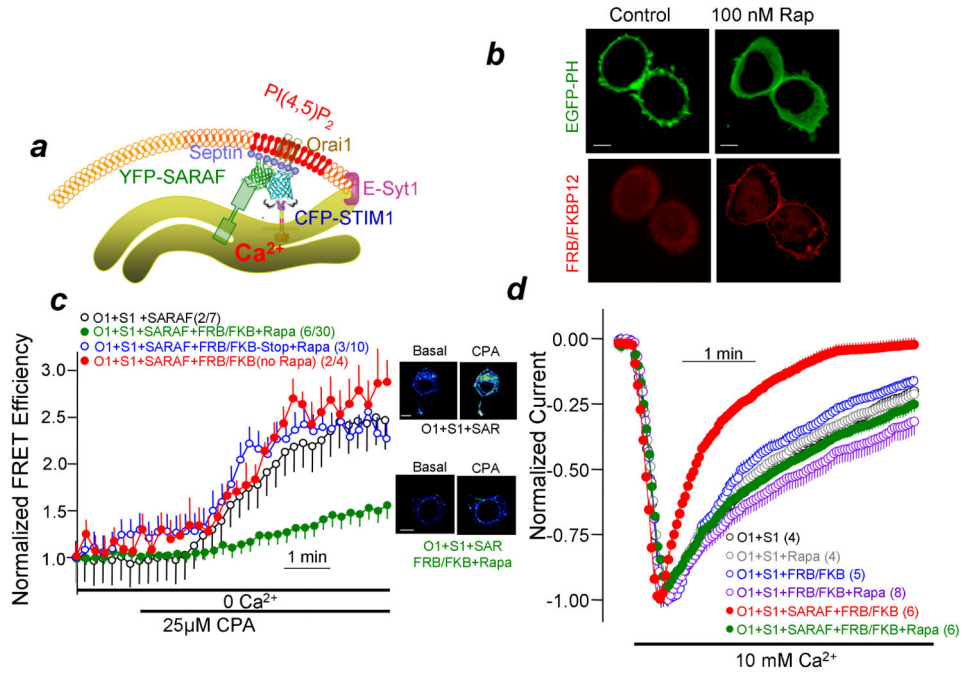 a
PI(4,5)P2
Septin
Orai1
YFP-SARAF
E-Syt1
CFP-STIM1
Ca2+
b
Control
100 nM Rap
EGFP-PH
FRB/FKBP12
c
O1+S1 +SARAF(2/7)
O1+S1+SARAF+FRB/FKB+Rapa (6/30)
O1+S1+SARAF+FRB/FKB-Stop+Rapa (3/10)
O1+S1+SARAF+FRB/FKB(no Rapa) (2/4)
Normalized FRET Efficiency
3.0
2.5
2.0
1.5
1.0
1 min
0 Ca2+
25µM CPA
Basal
CPA
O1+S1+SAR
Basal
CPA
O1+S1+SAR
FRB/FKB+Rapa
d
Normalized Current
0.00
-0.25
-0.50
-0.75
-1.00
1 min
O1+S1 (4)
O1+S1+Rapa (4)
O1+S1+FRB/FKB (5)
O1+S1+FRB/FKB+Rapa (8)
O1+S1+SARAF+FRB/FKB (6)
O1+S1+SARAF+FRB/FKB+Rapa (6)
10 mM Ca2+